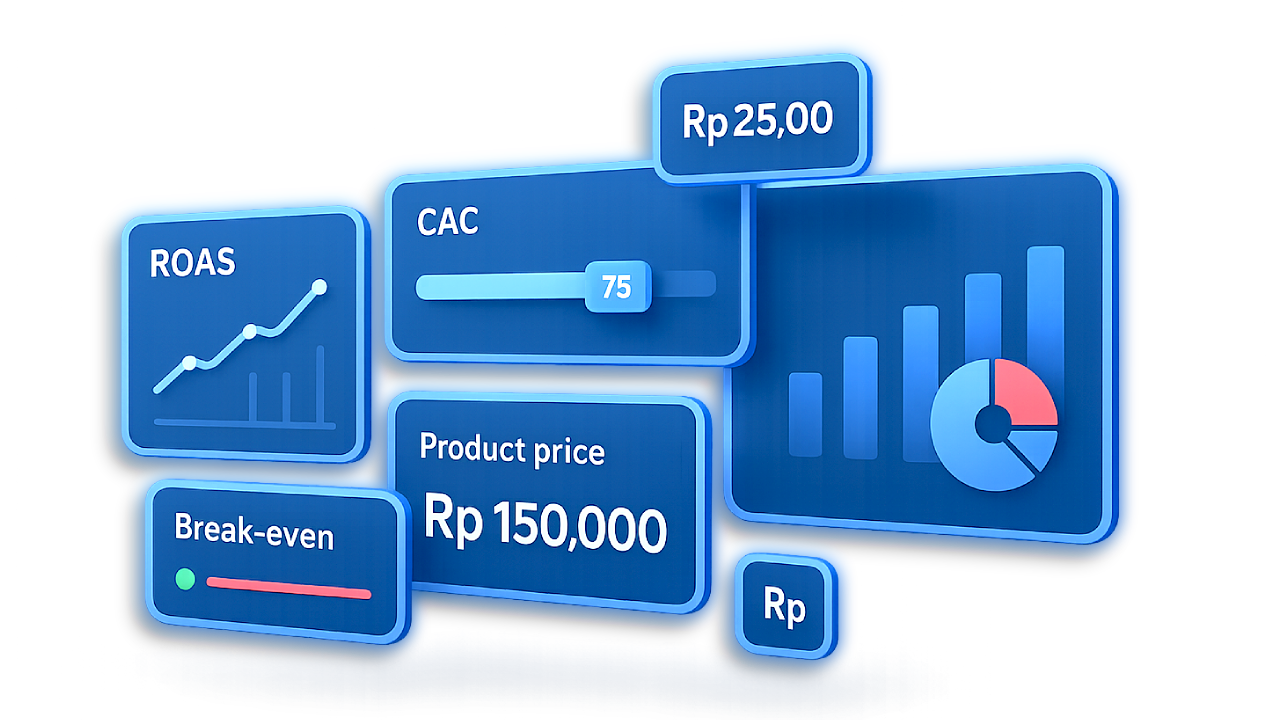 Rp 25,00
CAC
75
ROAS
Product price
Rp 150,000
Break-even
Rp